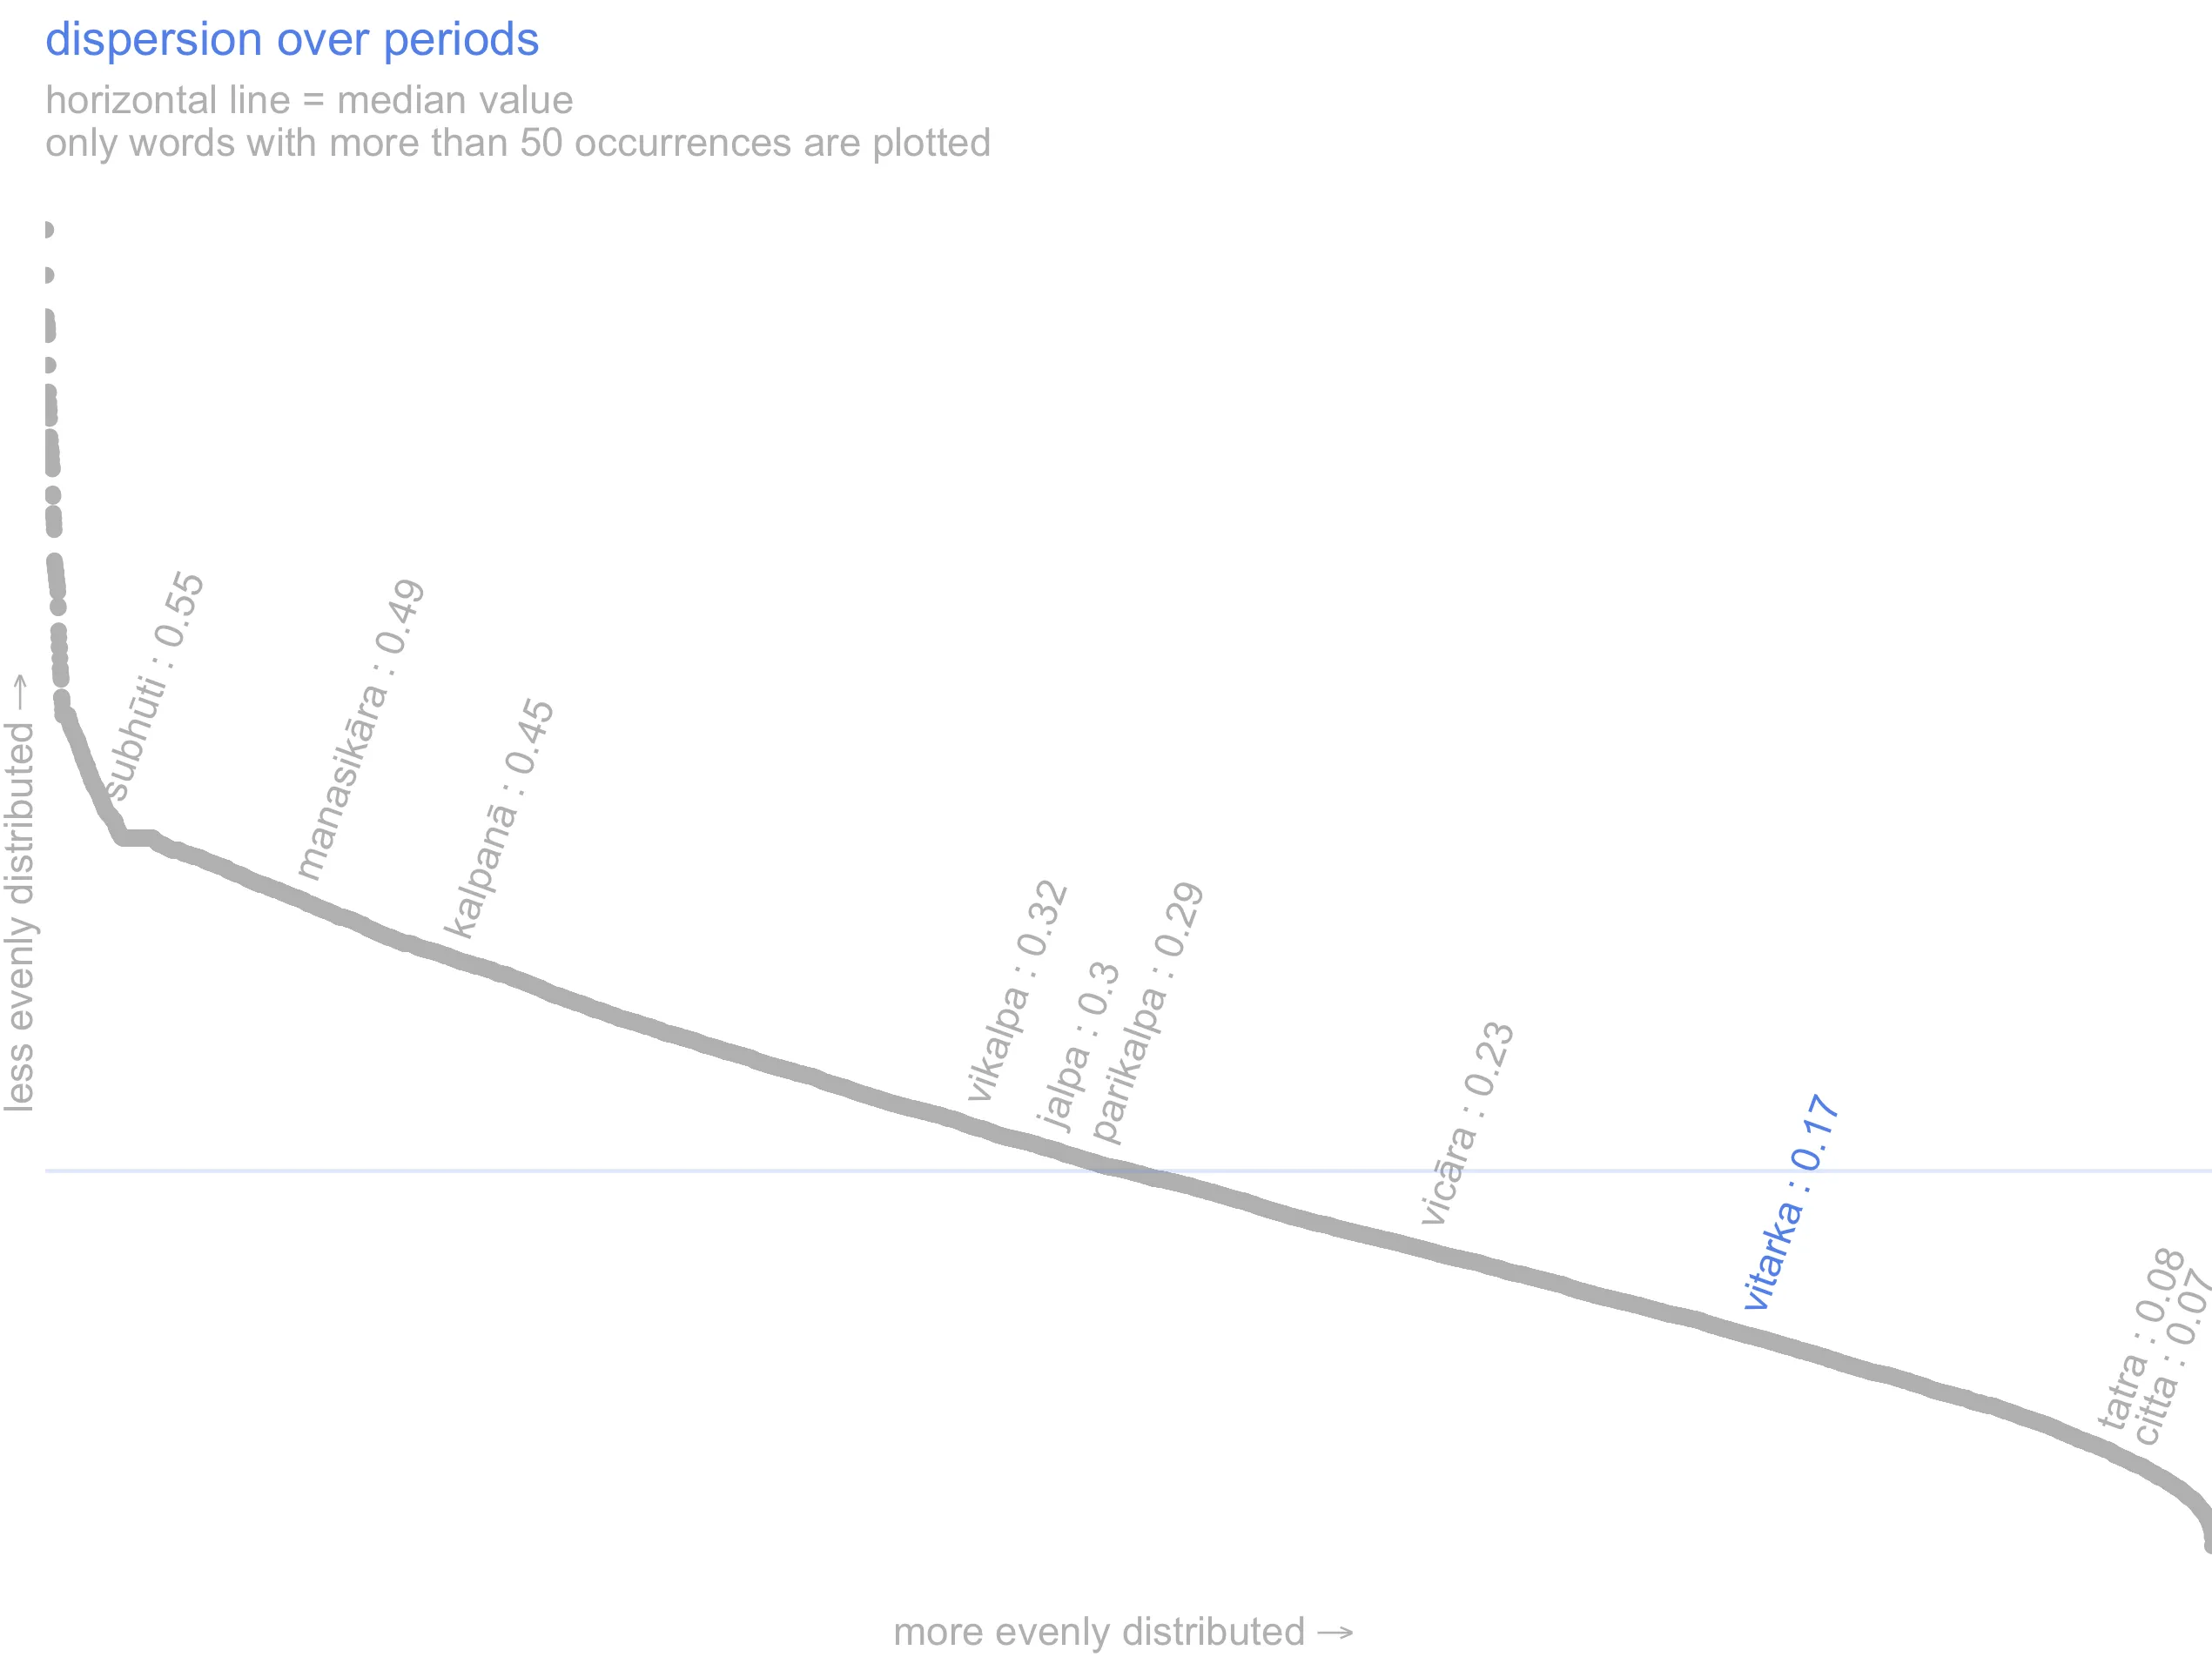 dispersion over periods
horizontal line = median value
only words with more than 50 occurrences are plotted
less evenly distributed →
subhūti : 0.55
manasikāra : 0.49
kalpanā : 0.45
vikalpa : 0.32
jalpa : 0.3
parikalpa : 0.29
vicāra : 0.23
vitarka : 0.17
tatra : 0.08
citta : 0.07
more evenly distributed →